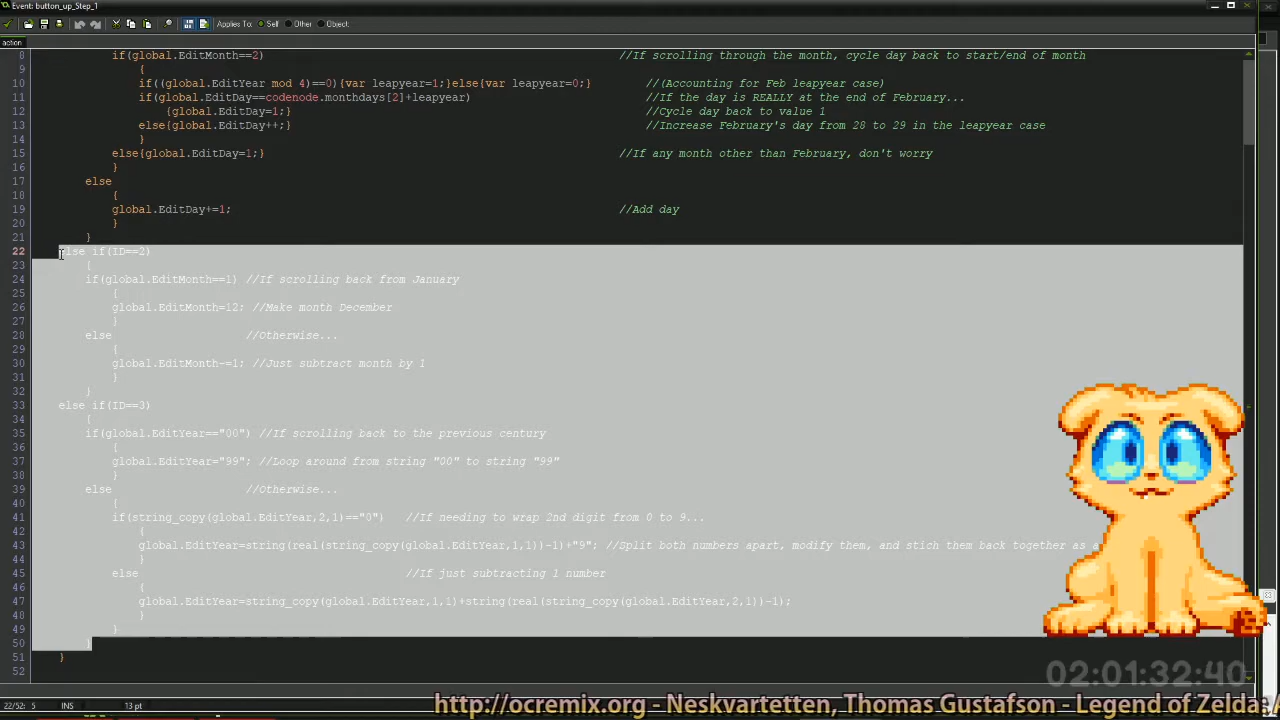 Event: button_up_Step_1
Applies To: Self Other Object:
action
8 if(global.EditMonth==2) //If scrolling through the month, cycle day back to start/end of month
9 {
10 if((global.EditYear mod 4)==0){var leapyear=1;}else{var leapyear=0;} //(Accounting for Feb leapyear case)
11 if(global.EditDay==codenode.monthdays[2]+leapyear) //If the day is REALLY at the end of February...
12 {global.EditDay=1;} //Cycle day back to value 1
13 else{global.EditDay++;} //Increase February's day from 28 to 29 in the leapyear case
14 }
15 else{global.EditDay=1;} //If any month other than February, don't worry
16 }
17 else
18 {
19 global.EditDay+=1; //Add day
20 }
21 }
22 else if(ID==2)
23 {
24 if(global.EditMonth==1) //If scrolling back from January
25 {
26 global.EditMonth=12; //Make month December
27 }
28 else //Otherwise...
29 {
30 global.EditMonth-=1; //Just subtract month by 1
31 }
32 }
33 else if(ID==3)
34 {
35 if(global.EditYear=="00") //If scrolling back to the previous century
36 {
37 global.EditYear="99"; //Loop around from string "00" to string "99"
38 }
39 else //Otherwise...
40 {
41 if(string_copy(global.EditYear,2,1)=="0") //If needing to wrap 2nd digit from 0 to 9...
42 {
43 global.EditYear=string(real(string_copy(global.EditYear,1,1))-1)+"9"; //Split both numbers apart, modify them, and stich them back together as a
44 }
45 else //If just subtracting 1 number
46 {
47 global.EditYear=string_copy(global.EditYear,1,1)+string(real(string_copy(global.EditYear,2,1))-1);
48 }
49 }
50 }
51 }
52
02:01:32:40
22/52: 5 INS 13 pt
http://ocremix.org - Neskvartetten, Thomas Gustafson - Legend of Zelda: